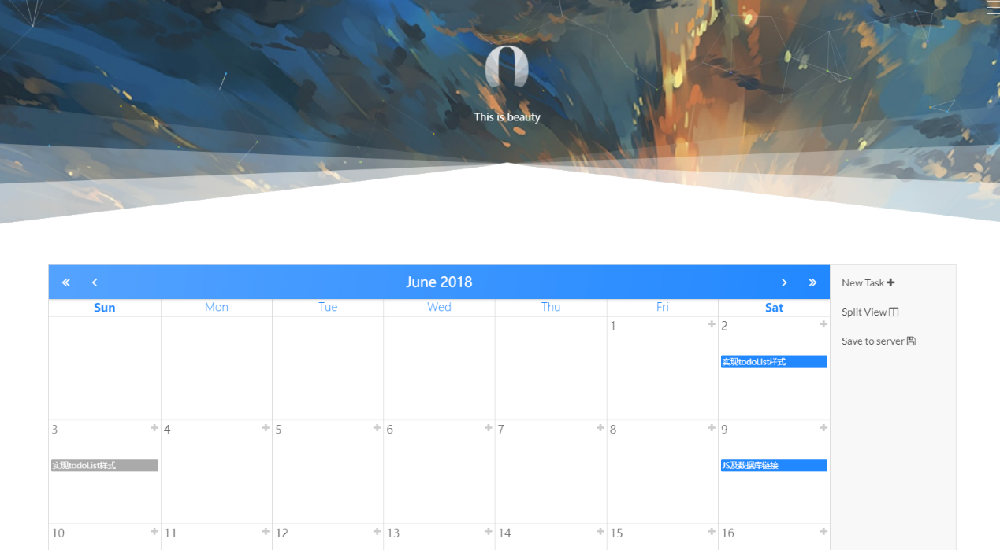 This is beauty
June 2018
New Task
Sun Mon Tue Wed Thu Fri Sat
Split View
Save to server
1 2
实现todoList样式
3 4 5 6 7 8 9
实现todoList样式 JS及数据库链接
10 11 12 13 14 15 16